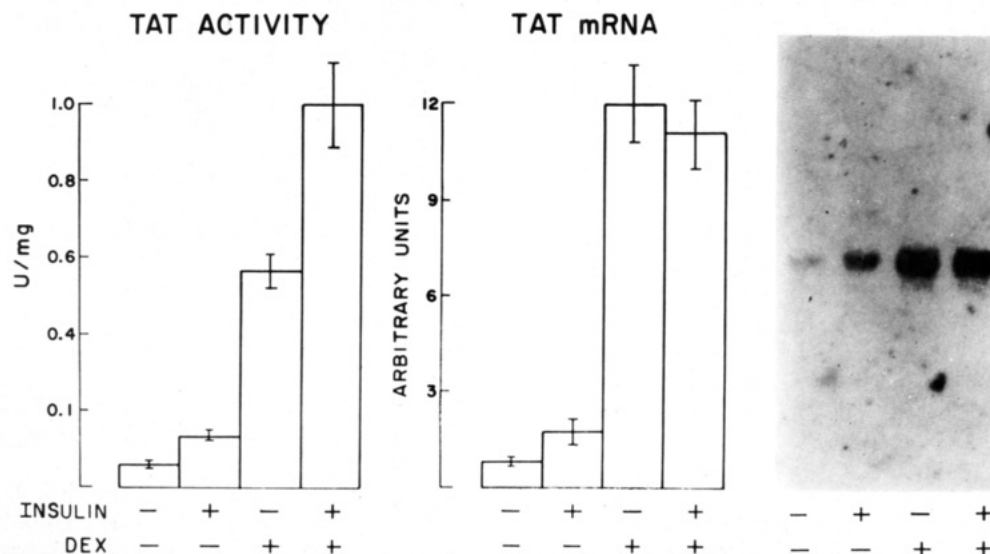 TAT ACTIVITY
TAT mRNA
U/mg
1.0
0.8
0.6
0.4
0.1
ARBITRARY UNITS
12
9
6
3
INSULIN − + − + − + − + − + − +
DEX − − + + − − + + − − + +